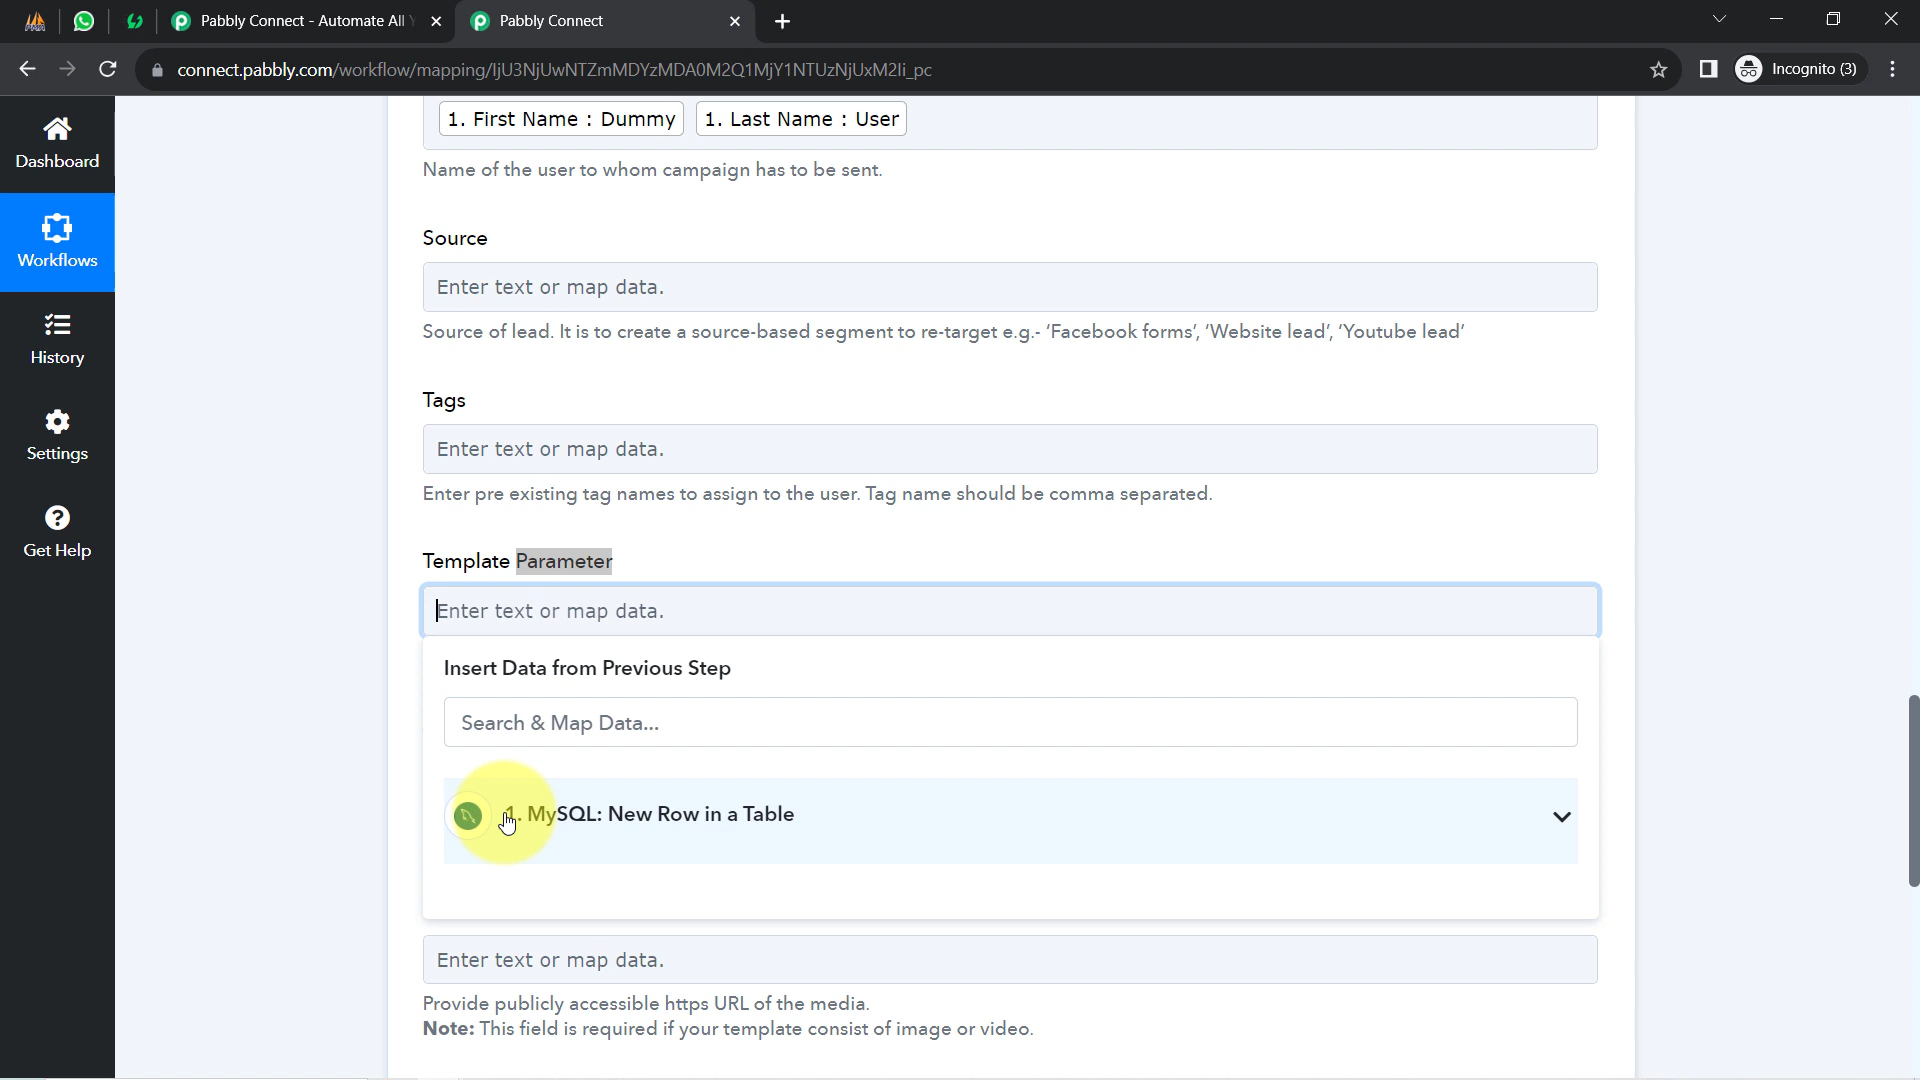 Pabbly Connect - Automate All Y
Pabbly Connect
connect.pabbly.com/workflow/mapping/IjU3NjUwNTZmMDYzMDA0M2Q1MjY1NTUzNjUxM2Ii_pc
Incognito (3)
Dashboard
Workflows
History
Settings
Get Help
1. First Name : Dummy
1. Last Name : User
Name of the user to whom campaign has to be sent.
Source
Enter text or map data.
Source of lead. It is to create a source-based segment to re-target e.g.- ‘Facebook forms’, ‘Website lead’, ‘Youtube lead’
Tags
Enter text or map data.
Enter pre existing tag names to assign to the user. Tag name should be comma separated.
Template Parameter
Enter text or map data.
Insert Data from Previous Step
Search & Map Data...
1. MySQL: New Row in a Table
Enter text or map data.
Provide publicly accessible https URL of the media.
Note: This field is required if your template consist of image or video.